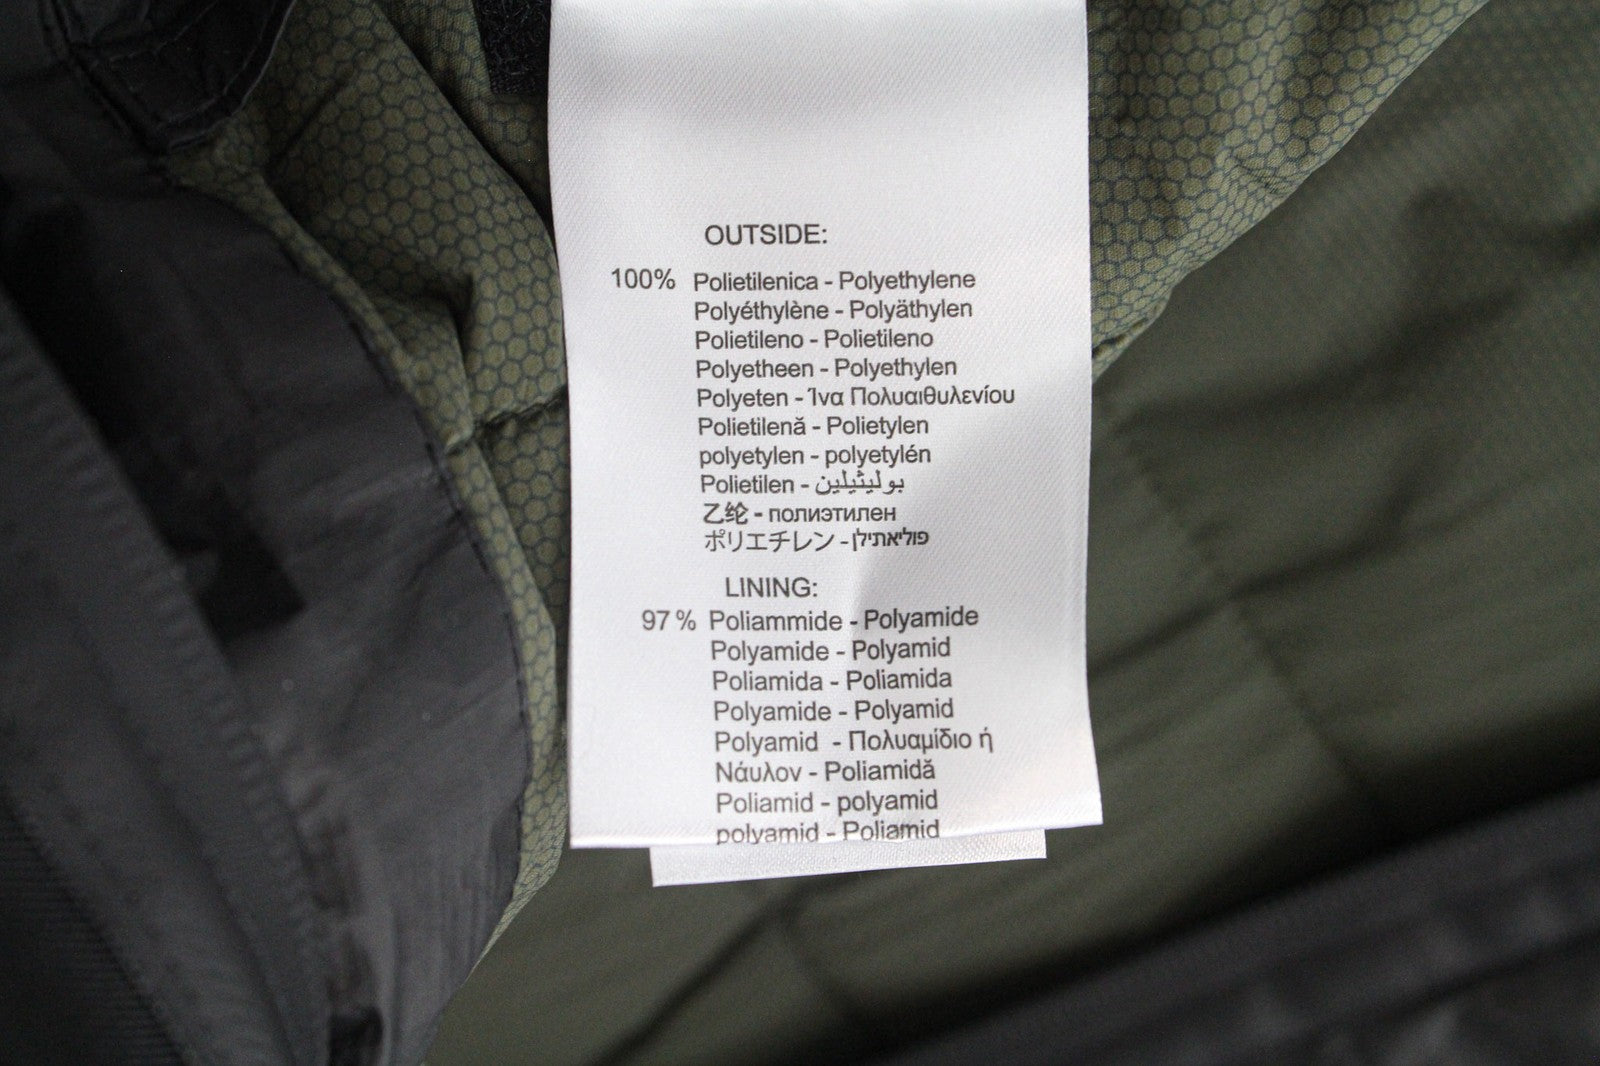 OUTSIDE:
100% Polietilenica - Polyethylene
Polyéthylène - Polyäthylen
Polietileno - Polietileno
Polyetheen - Polyethylen
Polyeten - Ίνα Πολυαιθυλενίου
Polietilenă - Polietylen
polyetylen - polyetylén
Polietilen - بوليثيلين
乙纶 - полиэтилен
ポリエチレン - פוליאתילן
LINING:
97 % Poliammide - Polyamide
Polyamide - Polyamid
Poliamida - Poliamida
Polyamide - Polyamid
Polyamid - Πολυαμίδιο ή
Νάυλον - Poliamidă
Poliamid - polyamid
polyamid - Poliamid